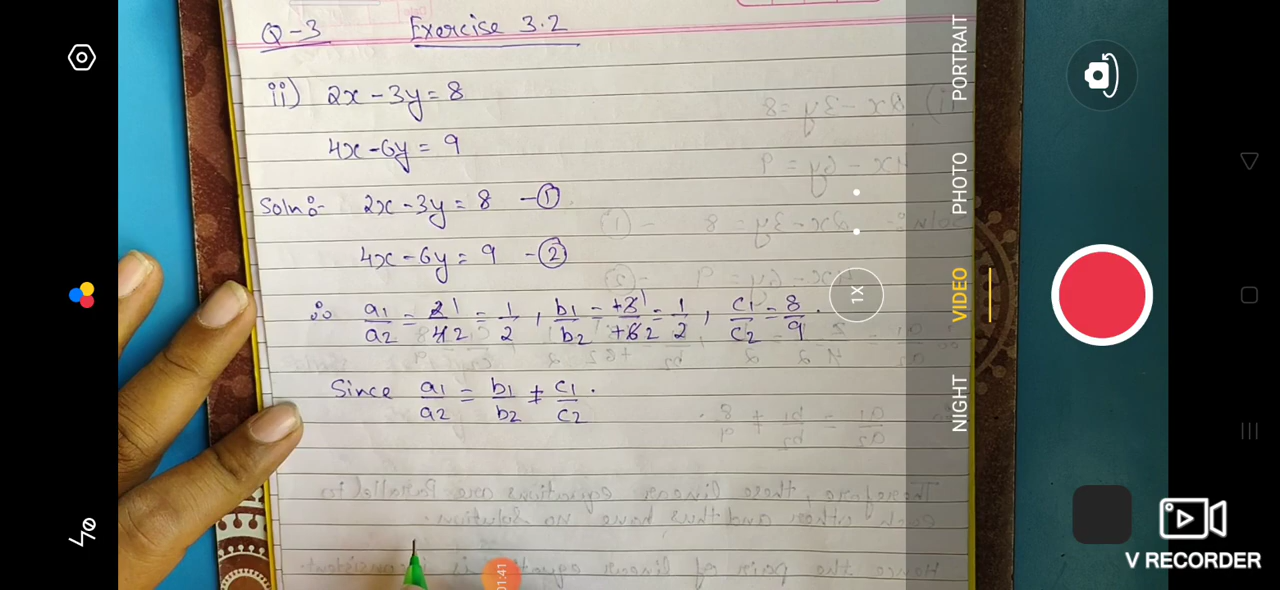 Q-3 Exercise 3.2
ii) 2x - 3y = 8
4x - 6y = 9
Soln:- 2x - 3y = 8 - ①
4x - 6y = 9 - ②
∴ a1/a2 = 2/4 = 1/2 , b1/b2 = +3/+6 = 1/2 , c1/c2 = 8/9 .
Since a1/a2 = b1/b2 ≠ c1/c2 .
PORTRAIT
PHOTO
VIDEO
NIGHT
1X
01:41
V RECORDER